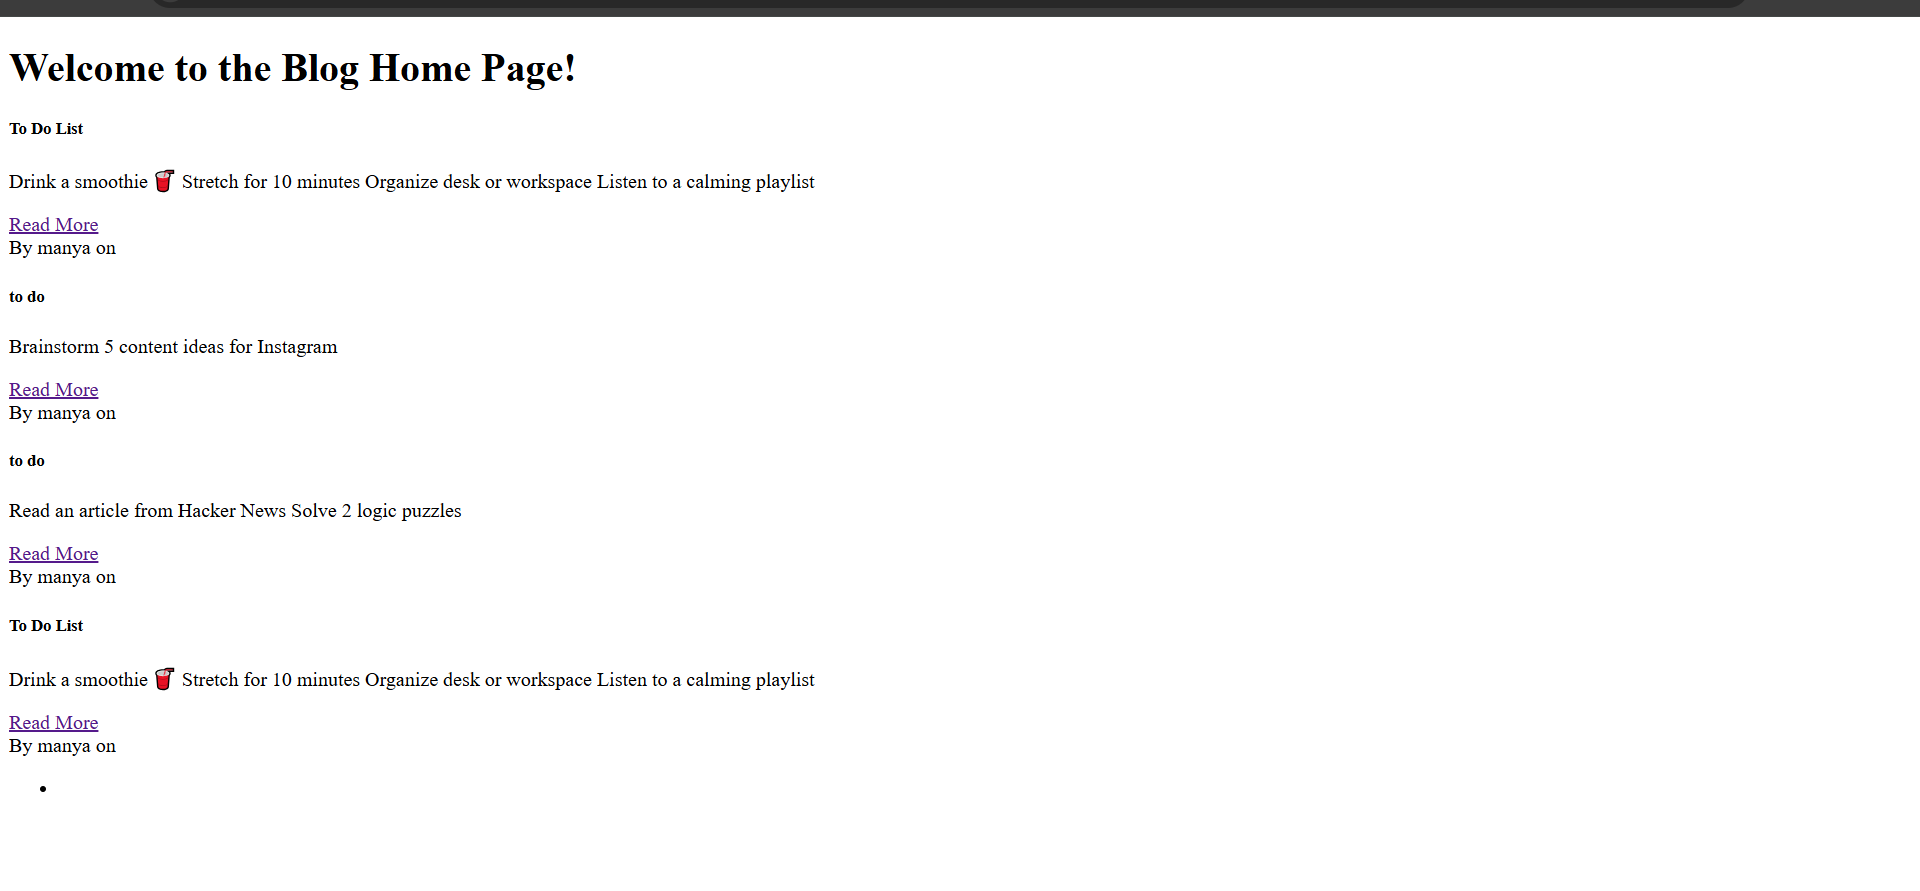 Welcome to the Blog Home Page!
To Do List
Drink a smoothie 🥤 Stretch for 10 minutes Organize desk or workspace Listen to a calming playlist
Read More
By manya on
to do
Brainstorm 5 content ideas for Instagram
Read More
By manya on
to do
Read an article from Hacker News Solve 2 logic puzzles
Read More
By manya on
To Do List
Drink a smoothie 🥤 Stretch for 10 minutes Organize desk or workspace Listen to a calming playlist
Read More
By manya on